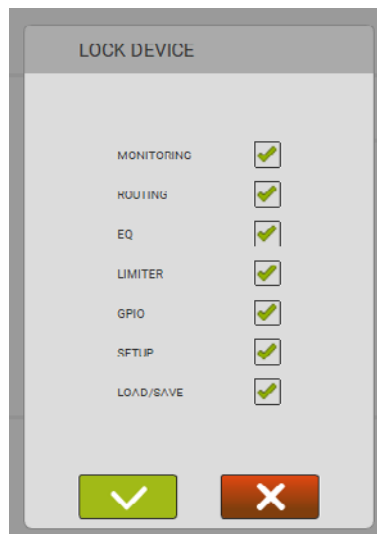 LOCK DEVICE
MONITORING
ROUTING
EQ
LIMITER
GPIO
SETUP
LOAD/SAVE